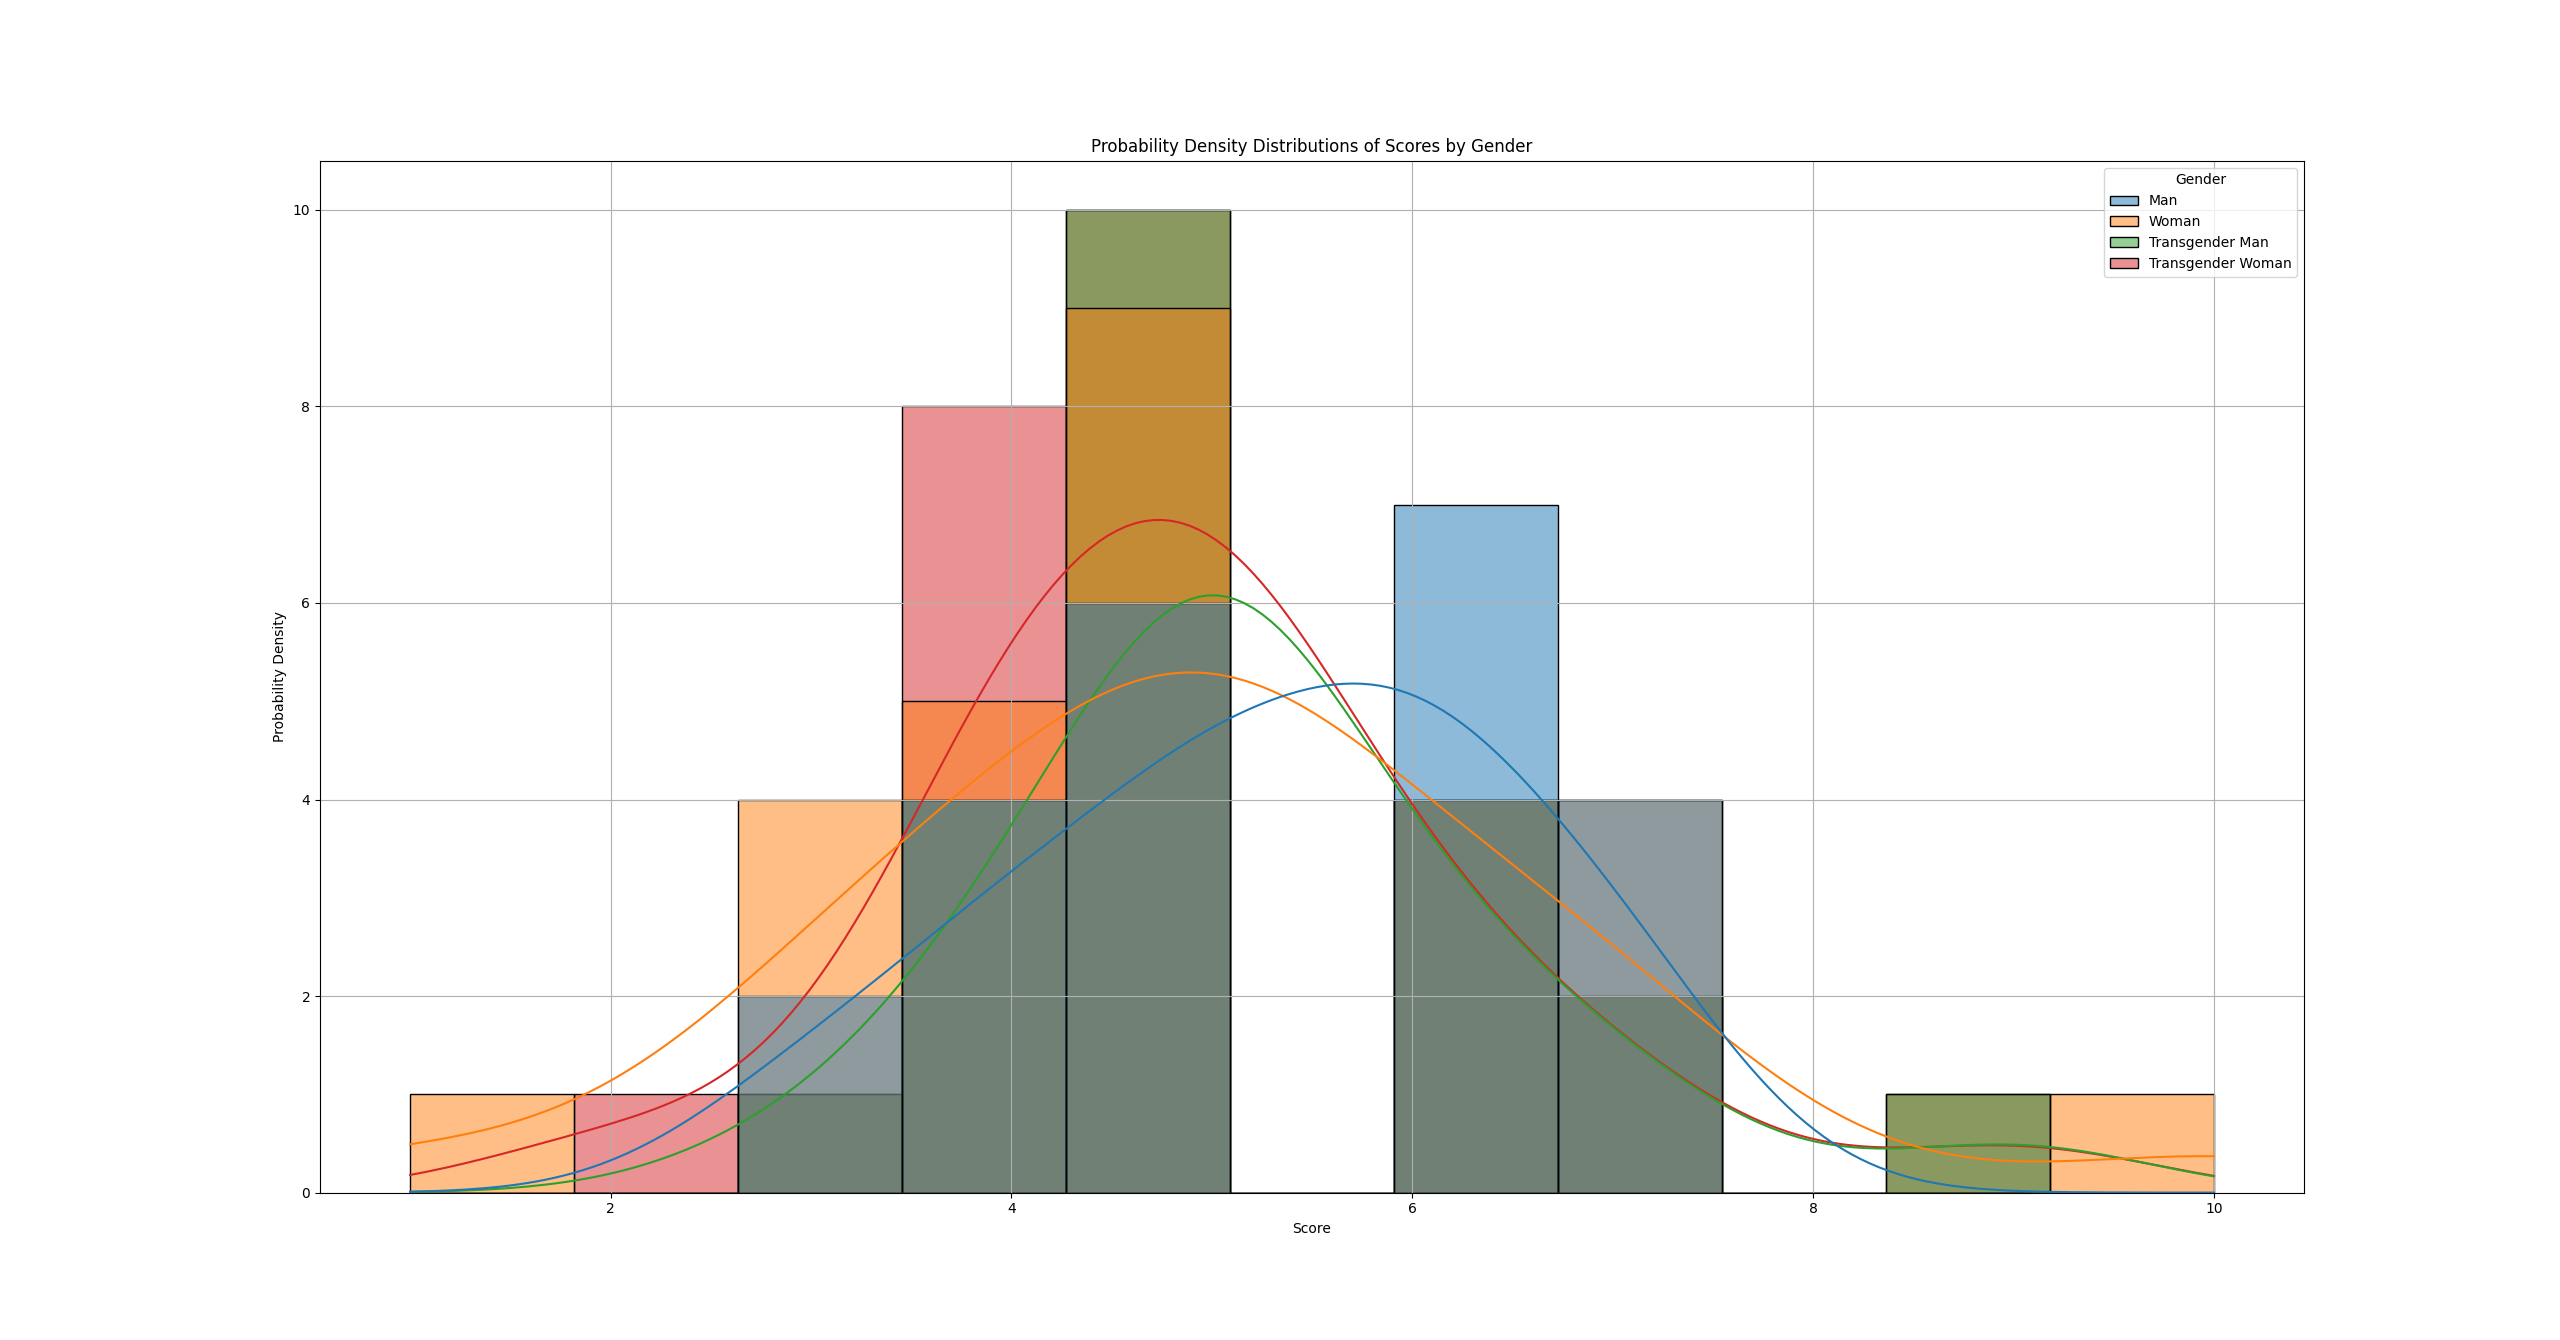 Probability Density Distributions of Scores by Gender
Gender
Man
Woman
Transgender Man
Transgender Woman
10
8
6
4
2
0
Probability Density
2 4 6 8 10
Score